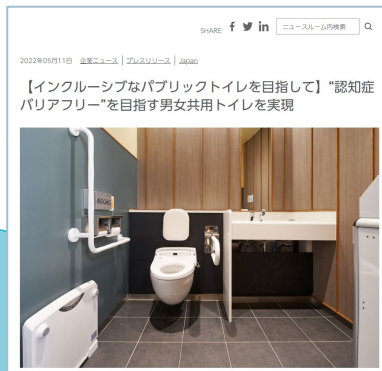 SHARE ニュースルーム内検索
2022年05月11日 企業ニュース | プレスリリース | Japan
【インクルーシブなパブリックトイレを目指して】“認知症
バリアフリー”を目指す男女共用トイレを実現